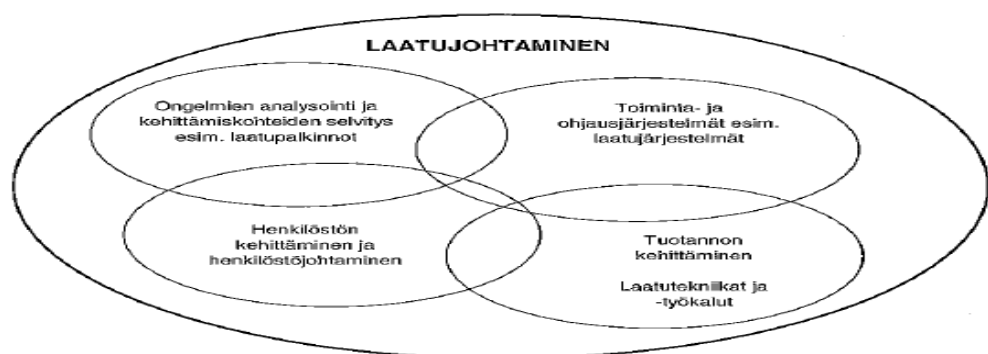 LAATUJOHTAMINEN
Ongelmien analysointi ja
kehittämiskohteiden selvitys
esim. laatupalkinnot
Toiminta- ja
ohjausjärjestelmät esim.
laatujärjestelmät
Henkilöstön
kehittäminen ja
henkilöstöjohtaminen
Tuotannon
kehittäminen
Laatutekniikat ja
-työkalut